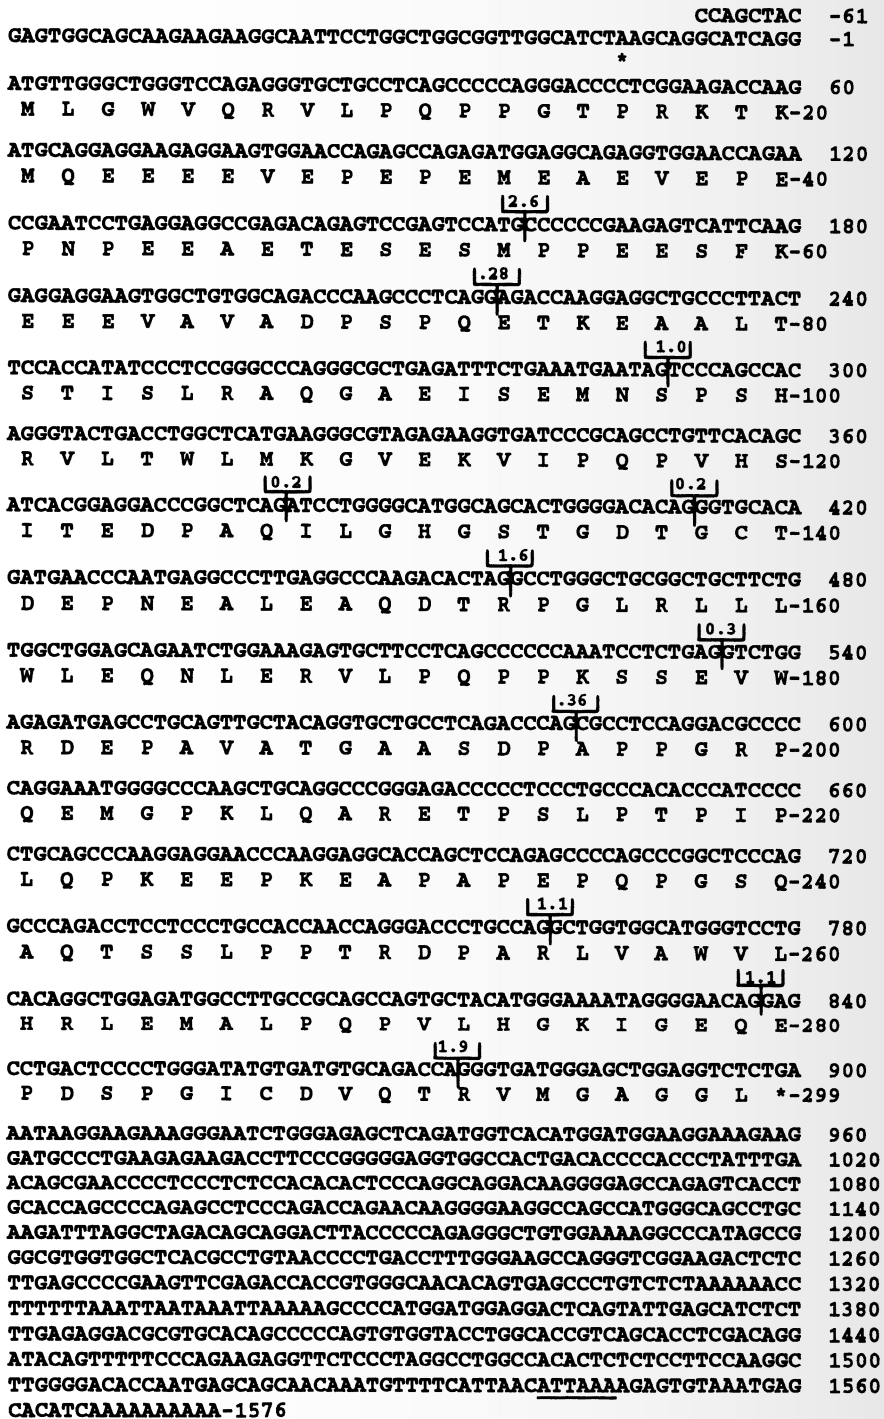 CCAGCTAC -61
GAGTGGCAGCAAGAAGAAGGCAATTCCTGGCTGGCGGTTGGCATCTAAGCAGGCATCAGG -1
*
ATGTTGGGCTGGGTCCAGAGGGTGCTGCCTCAGCCCCCAGGGACCCCTCGGAAGACCAAG 60
M L G W V Q R V L P Q P P G T P R K T K-20
ATGCAGGAGGAAGAGGAAGTGGAACCAGAGCCAGAGATGGAGGCAGAGGTGGAACCAGAA 120
M Q E E E E V E P E P E M E A E V E P E-40
2.6
CCGAATCCTGAGGAGGCCGAGACAGAGTCCGAGTCCATGCCCCCCGAAGAGTCATTCAAG 180
P N P E E A E T E S E S M P P E E S F K-60
.28
GAGGAGGAAGTGGCTGTGGCAGACCCAAGCCCTCAGGAGACCAAGGAGGCTGCCCTTACT 240
E E E V A V A D P S P Q E T K E A A L T-80
1.0
TCCACCATATCCCTCCGGGCCCAGGGCGCTGAGATTTCTGAAATGAATAGTCCCAGCCAC 300
S T I S L R A Q G A E I S E M N S P S H-100
AGGGTACTGACCTGGCTCATGAAGGGCGTAGAGAAGGTGATCCCGCAGCCTGTTCACAGC 360
R V L T W L M K G V E K V I P Q P V H S-120
0.2 0.2
ATCACGGAGGACCCGGCTCAGATCCTGGGGCATGGCAGCACTGGGGACACAGGGTGCACA 420
I T E D P A Q I L G H G S T G D T G C T-140
1.6
GATGAACCCAATGAGGCCCTTGAGGCCCAAGACACTAGGCCTGGGCTGCGGCTGCTTCTG 480
D E P N E A L E A Q D T R P G L R L L L-160
0.3
TGGCTGGAGCAGAATCTGGAAAGAGTGCTTCCTCAGCCCCCCAAATCCTCTGAGGTCTGG 540
W L E Q N L E R V L P Q P P K S S E V W-180
.36
AGAGATGAGCCTGCAGTTGCTACAGGTGCTGCCTCAGACCCAGCGCCTCCAGGACGCCCC 600
R D E P A V A T G A A S D P A P P G R P-200
CAGGAAATGGGGCCCAAGCTGCAGGCCCGGGAGACCCCCTCCCTGCCCACACCCATCCCC 660
Q E M G P K L Q A R E T P S L P T P I P-220
CTGCAGCCCAAGGAGGAACCCAAGGAGGCACCAGCTCCAGAGCCCCAGCCCGGCTCCCAG 720
L Q P K E E P K E A P A P E P Q P G S Q-240
1.1
GCCCAGACCTCCTCCCTGCCACCAACCAGGGACCCTGCCAGGCTGGTGGCATGGGTCCTG 780
A Q T S S L P P T R D P A R L V A W V L-260
1.1
CACAGGCTGGAGATGGCCTTGCCGCAGCCAGTGCTACATGGGAAAATAGGGGAACAGGAG 840
H R L E M A L P Q P V L H G K I G E Q E-280
1.9
CCTGACTCCCCTGGGATATGTGATGTGCAGACCAGGGTGATGGGAGCTGGAGGTCTCTGA 900
P D S P G I C D V Q T R V M G A G G L *-299
AATAAGGAAGAAAGGGAATCTGGGAGAGCTCAGATGGTCACATGGATGGAAGGAAAGAAG 960
GATGCCCTGAAGAGAAGACCTTCCCGGGGGAGGTGGCCACTGACACCCCACCCTATTTGA 1020
ACAGCGAACCCCTCCCTCTCCACACACTCCCAGGCAGGACAAGGGGAGCCAGAGTCACCT 1080
GCACCAGCCCCAGAGCCTCCCAGACCAGAACAAGGGGAAGGCCAGCCATGGGCAGCCTGC 1140
AAGATTTAGGCTAGACAGCAGGACTTACCCCCAGAGGGCTGTGGAAAAGGCCCATAGCCG 1200
GGCGTGGTGGCTCACGCCTGTAACCCCTGACCTTTGGGAAGCCAGGGTCGGAAGACTCTC 1260
TTGAGCCCCGAAGTTCGAGACCACCGTGGGCAACACAGTGAGCCCTGTCTCTAAAAAACC 1320
TTTTTTAAATTAATAAATTAAAAAGCCCCATGGATGGAGGACTCAGTATTGAGCATCTCT 1380
TTGAGAGGACGCGTGCACAGCCCCCAGTGTGGTACCTGGCACCGTCAGCACCTCGACAGG 1440
ATACAGTTTTTCCCAGAAGAGGTTCTCCCTAGGCCTGGCCACACTCTCTCCTTCCAAGGC 1500
TTGGGGACACCAATGAGCAGCAACAAATGTTTTCATTAACATTAAAAGAGTGTAAATGAG 1560
CACATCAAAAAAAAAA-1576